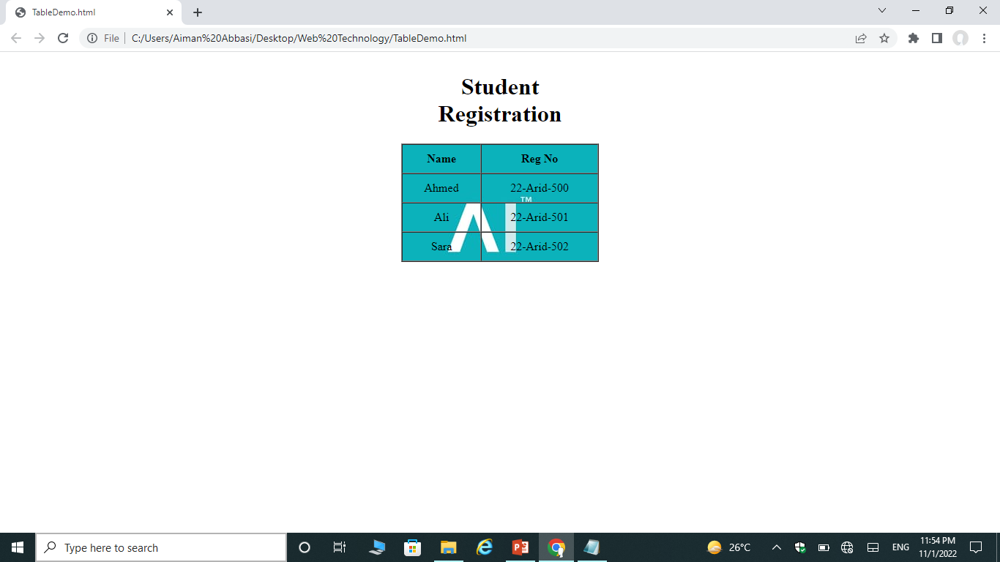 TableDemo.html
File
C:/Users/Aiman%20Abbasi/Desktop/Web%20Technology/TableDemo.html
Student
Registration
Name Reg No
Ahmed 22-Arid-500
TM
AI
Ali 22-Arid-501
Sara 22-Arid-502
Type here to search
26°C
ENG
11:54 PM
11/1/2022